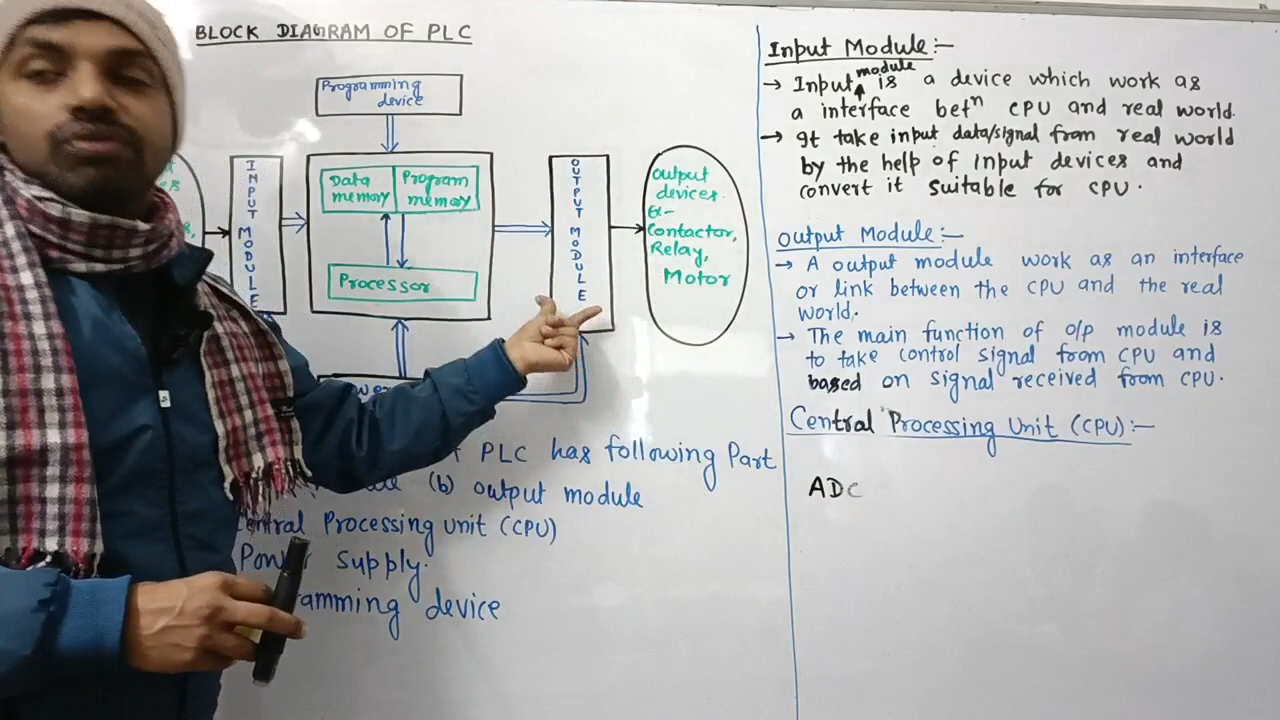 BLOCK DIAGRAM OF PLC
Programming
device
INPUT MODULE
Data
memory
Program
memory
Processor
OUTPUT MODULE
Output
devices.
Ex-
Contactor,
Relay,
Motor
PLC has following Part
(b) output module
Central Processing unit (CPU)
Power Supply.
device
Input Module:-
→ Input module is a device which work as
a interface betⁿ CPU and real world.
→ It take input data/signal from real world
by the help of input devices and
convert it suitable for CPU.
Output Module:-
→ A output module work as an interface
or link between the CPU and the real
world.
→ The main function of o/p module is
to take control signal from CPU and
based on signal received from CPU.
Central Processing Unit (CPU):-
ADC